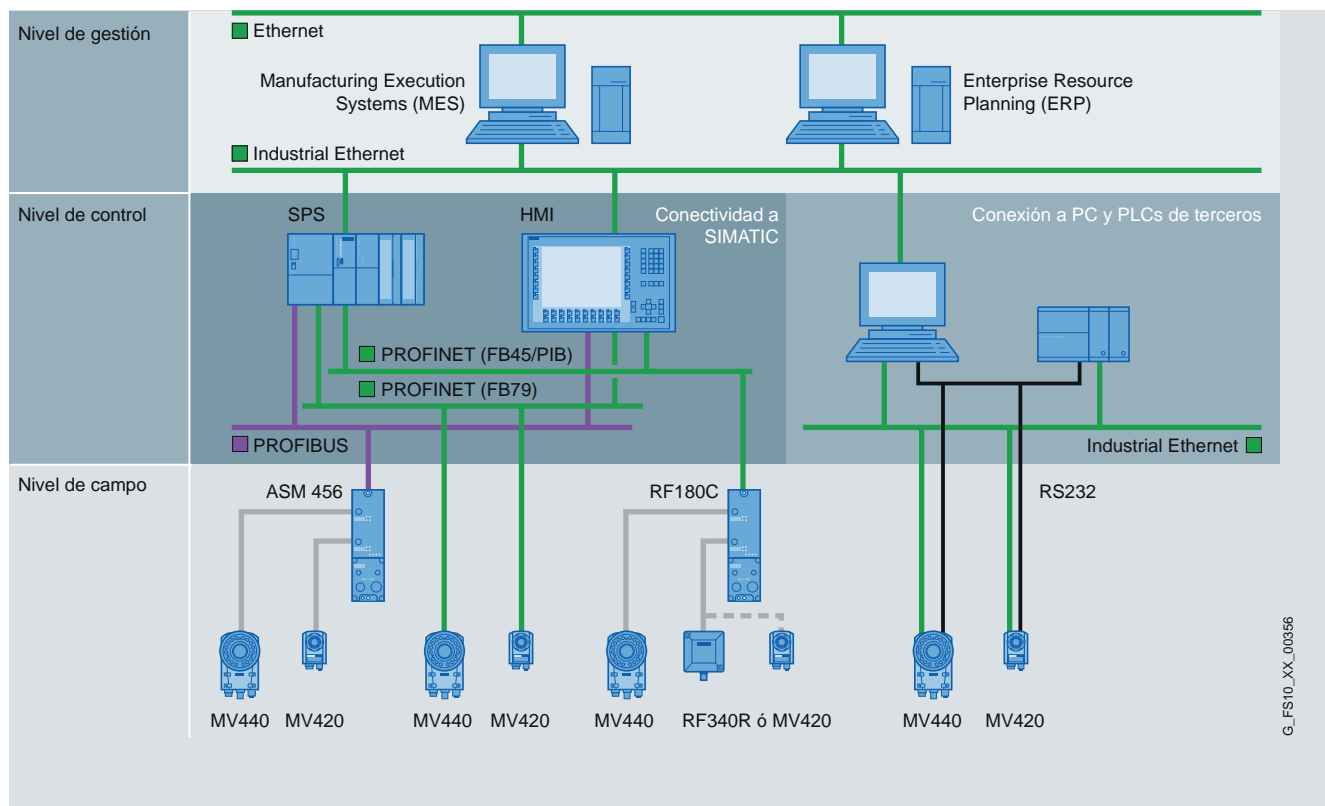 Nivel de gestión
Ethernet
Manufacturing Execution
Systems (MES)
Enterprise Resource
Planning (ERP)
Industrial Ethernet
Nivel de control
SPS
HMI
Conectividad a
SIMATIC
Conexión a PC y PLCs de terceros
PROFINET (FB45/PIB)
PROFINET (FB79)
PROFIBUS
Industrial Ethernet
Nivel de campo
ASM 456
RF180C
RS232
MV440
MV420
MV440
MV420
MV440
RF340R ó MV420
MV440
MV420
G_FS10_XX_00356